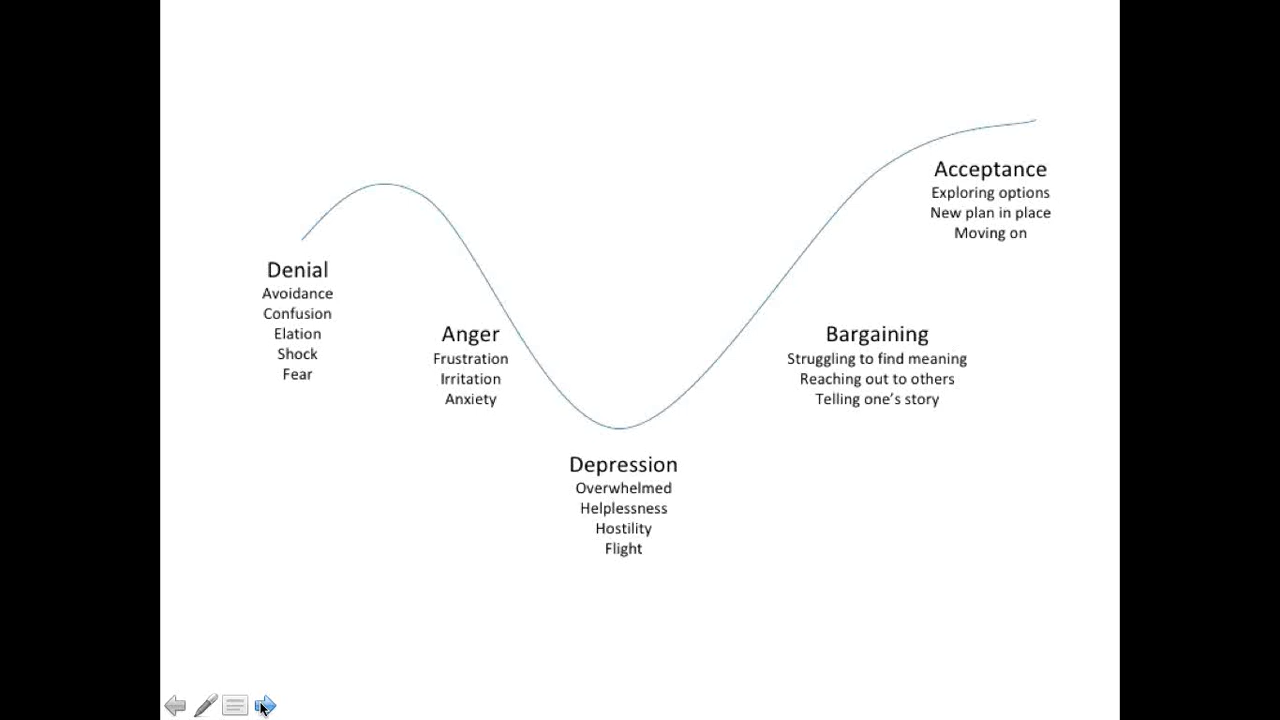 Denial
Avoidance
Confusion
Elation
Shock
Fear
Anger
Frustration
Irritation
Anxiety
Depression
Overwhelmed
Helplessness
Hostility
Flight
Bargaining
Struggling to find meaning
Reaching out to others
Telling one’s story
Acceptance
Exploring options
New plan in place
Moving on